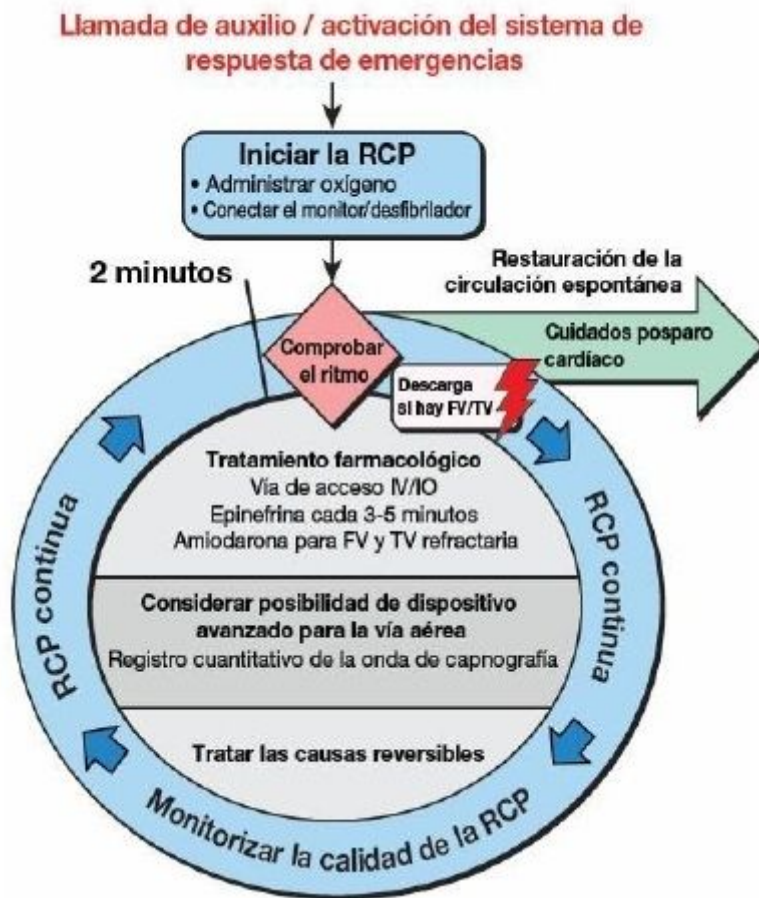 Llamada de auxilio / activación del sistema de
respuesta de emergencias
Iniciar la RCP
• Administrar oxígeno
• Conectar el monitor/desfibrilador
2 minutos
Restauración de la
circulación espontánea
Comprobar
el ritmo
Cuidados posparo
cardíaco
Descarga
si hay FV/TV
Tratamiento farmacológico
Vía de acceso IV/IO
Epinefrina cada 3-5 minutos
Amiodarona para FV y TV refractaria
Considerar posibilidad de dispositivo
avanzado para la vía aérea
Registro cuantitativo de la onda de capnografía
Tratar las causas reversibles
RCP continua
RCP continua
Monitorizar la calidad de la RCP